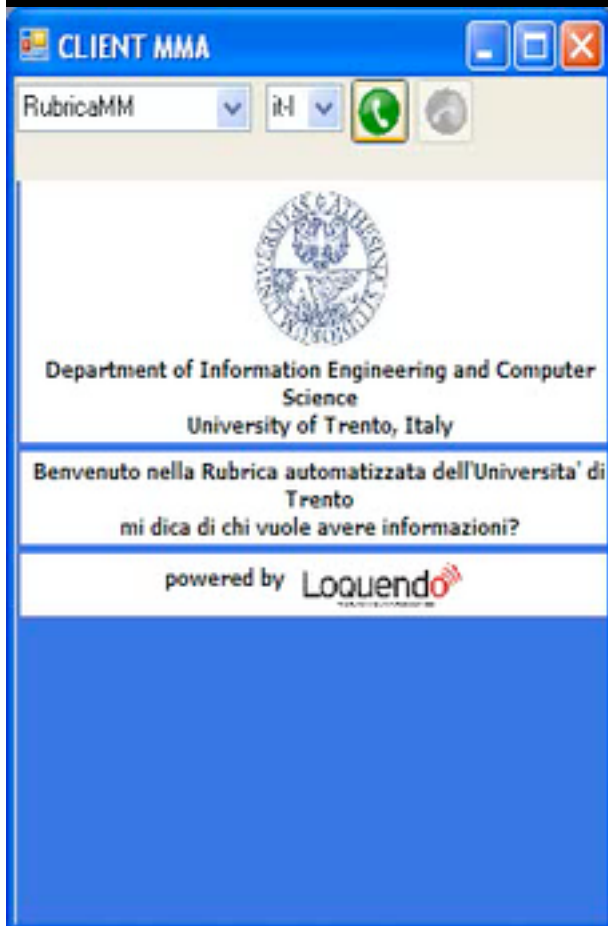 CLIENT MMA
RubricaMM it-I
Department of Information Engineering and Computer
Science
University of Trento, Italy
Benvenuto nella Rubrica automatizzata dell'Universita' di
Trento
mi dica di chi vuole avere informazioni?
powered by Loquendo